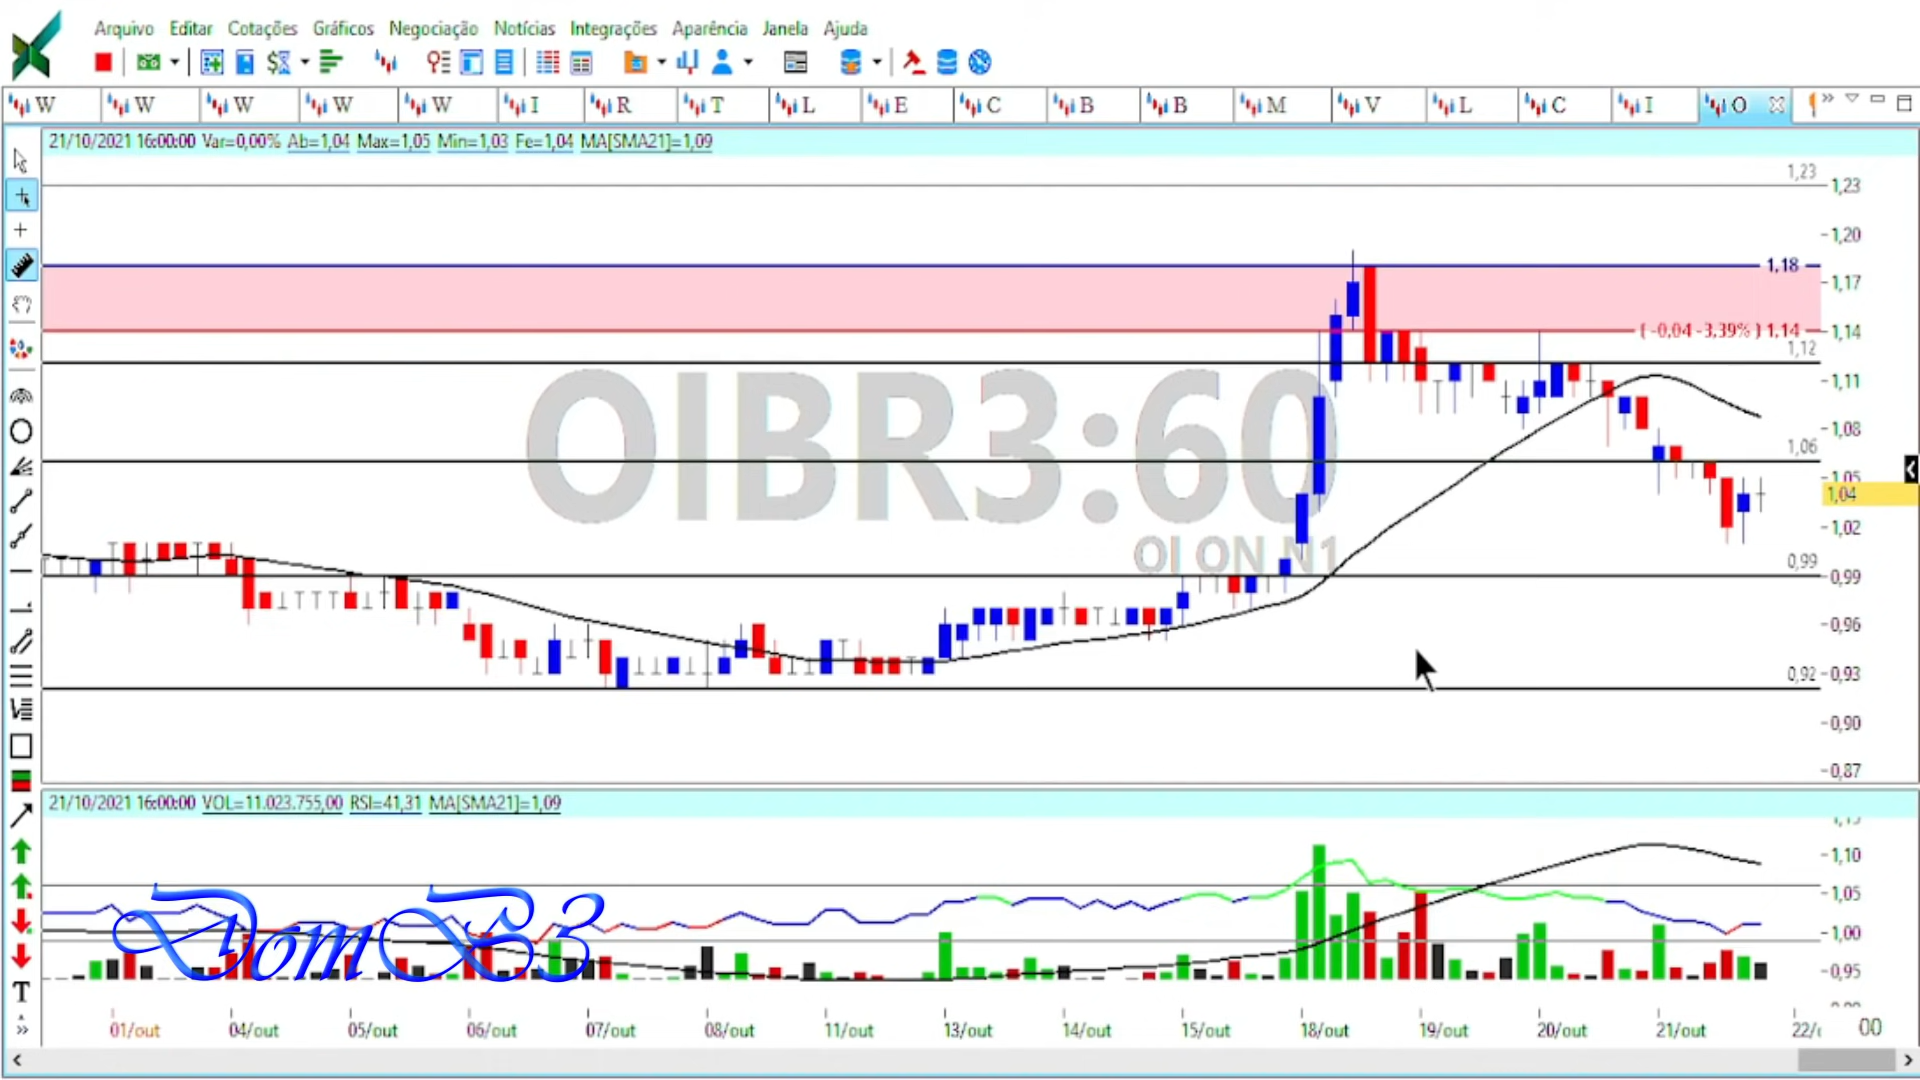 Arquivo Editar Cotações Gráficos Negociação Notícias Integrações Aparência Janela Ajuda
W W W W W I R T L E C B B M V L C I O
21/10/2021 16:00:00 Var=0,00% Ab=1,04 Max=1,05 Min=1,03 Fe=1,04 MA[SMA21]=1,09
1,23 1,23
1,20
1,18
1,17
( -0,04 -3,39% ) 1,14 1,14
1,12
OIBR3:60
1,11
1,08
1,06
1,05
1,04
1,02
OI ON N1
0,99 0,99
0,96
0,92 0,93
0,90
0,87
21/10/2021 16:00:00 VOL=11.023.755,00 RSI=41,31 MA[SMA21]=1,09
1,10
1,05
DomB3
1,00
0,95
T
01/out 04/out 05/out 06/out 07/out 08/out 11/out 13/out 14/out 15/out 18/out 19/out 20/out 21/out 00